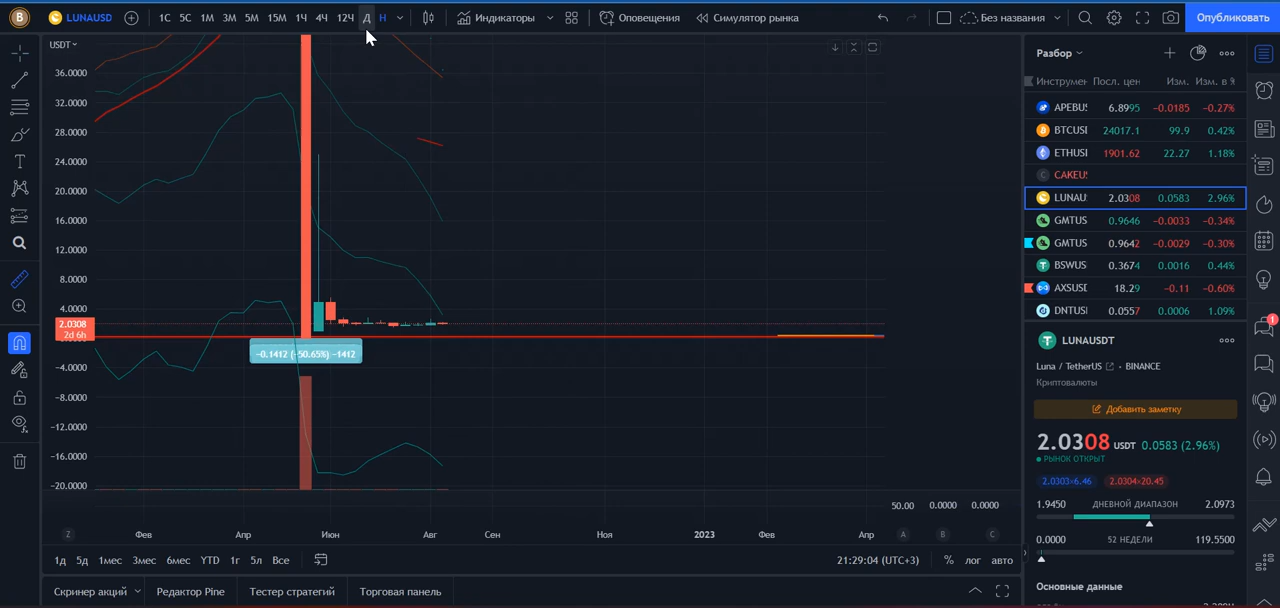 B LUNAUSD 1С 5С 1М 3М 5М 15М 1Ч 4Ч 12Ч Д Н Индикаторы Оповещения Симулятор рынка Без названия Опубликовать
USDT
36.0000
32.0000
28.0000
24.0000
20.0000
16.0000
12.0000
8.0000
4.0000
2.0308
2d 6h
-4.0000
-8.0000
-12.0000
-16.0000
-20.0000
-0.1412 (-50.65%) -1412
50.00 0.0000 0.0000
Z Фев Апр Июн Авг Сен Ноя 2023 Фев Апр A B C
1д 5д 1мес 3мес 6мес YTD 1г 5л Все 21:29:04 (UTC+3) % лог авто
Скринер акций Редактор Pine Тестер стратегий Торговая панель
Разбор
Инструмен Посл. цен Изм. Изм. в %
APEBU: 6.8995 -0.0185 -0.27%
BTCUSI 24017.1 99.9 0.42%
ETHUSI 1901.62 22.27 1.18%
C CAKEU:
LUNAU: 2.0308 0.0583 2.96%
GMTUS 0.9646 -0.0033 -0.34%
GMTUS 0.9642 -0.0029 -0.30%
BSWUS 0.3674 0.0016 0.44%
AXSUSI 18.29 -0.11 -0.60%
DNTUSI 0.0557 0.0006 1.09%
LUNAUSDT
Luna / TetherUS • BINANCE
Криптовалюты
Добавить заметку
2.0308 USDT 0.0583 (2.96%)
РЫНОК ОТКРЫТ
2.0303×6.46 2.0304×20.45
1.9450 ДНЕВНОЙ ДИАПАЗОН 2.0973
0.0000 52 НЕДЕЛИ 119.5500
Основные данные
1